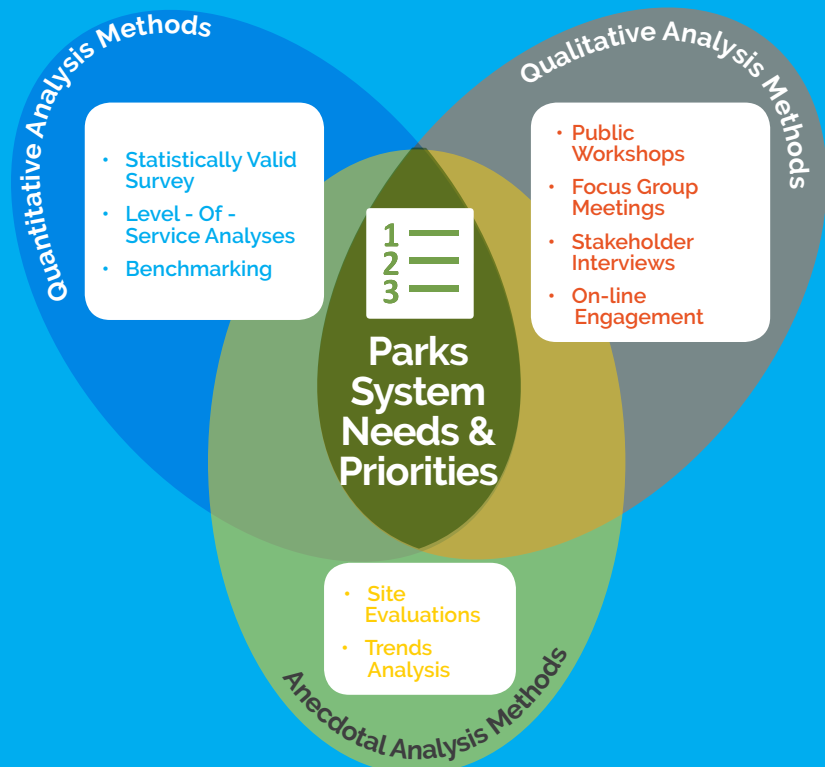 Quantitative Analysis Methods
• Statistically Valid
Survey
• Level - Of -
Service Analyses
• Benchmarking
Qualitative Analysis Methods
• Public
Workshops
• Focus Group
Meetings
• Stakeholder
Interviews
• On-line
Engagement
1
2
3
Parks
System
Needs &
Priorities
• Site
Evaluations
• Trends
Analysis
Anecdotal Analysis Methods